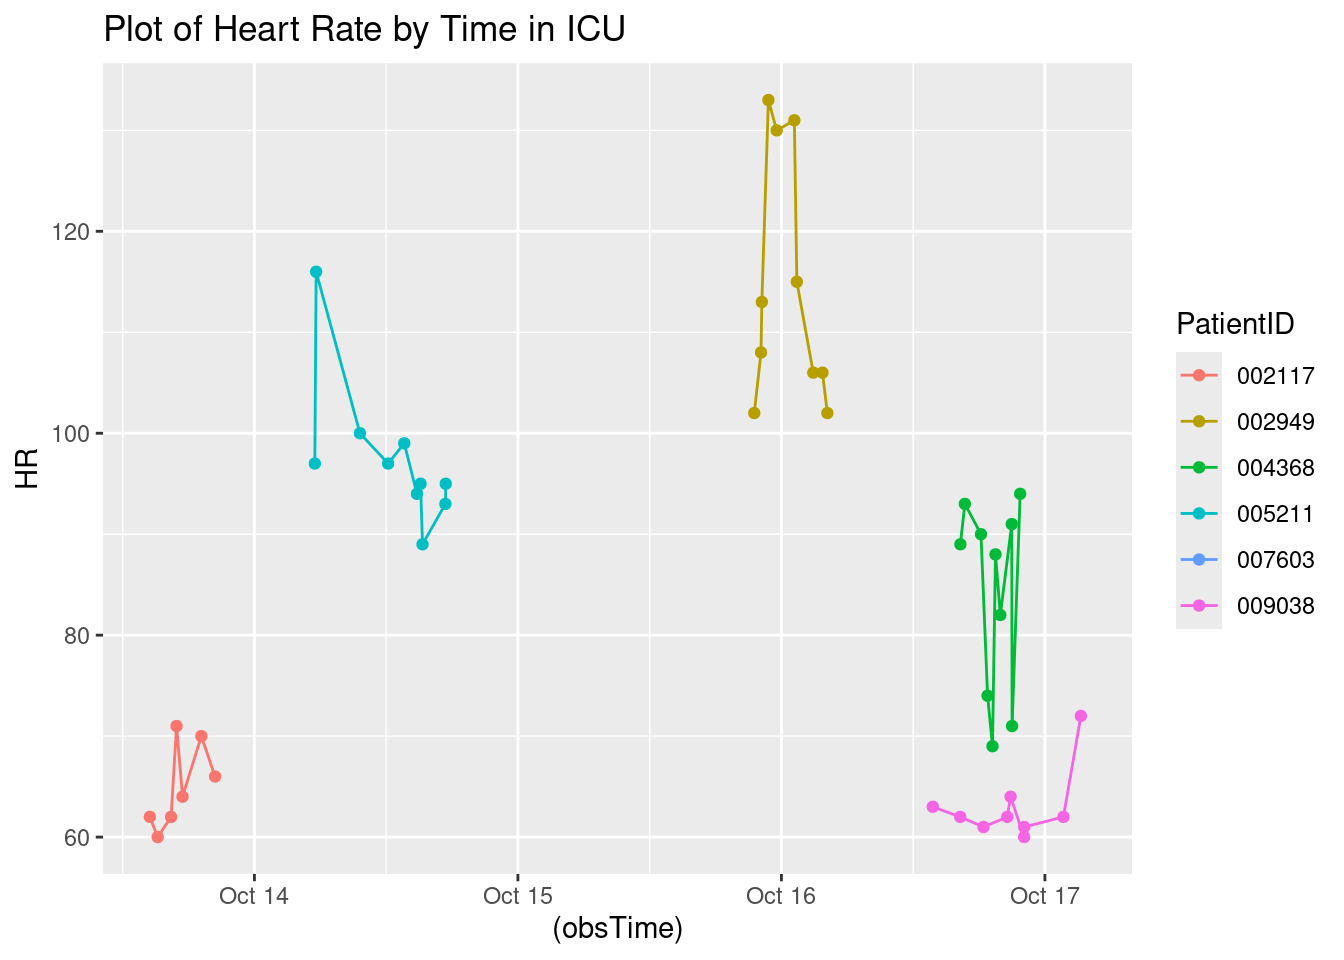 Plot of Heart Rate by Time in ICU
HR
120
100
80
60
Oct 14
Oct 15
Oct 16
Oct 17
(obsTime)
PatientID
002117
002949
004368
005211
007603
009038